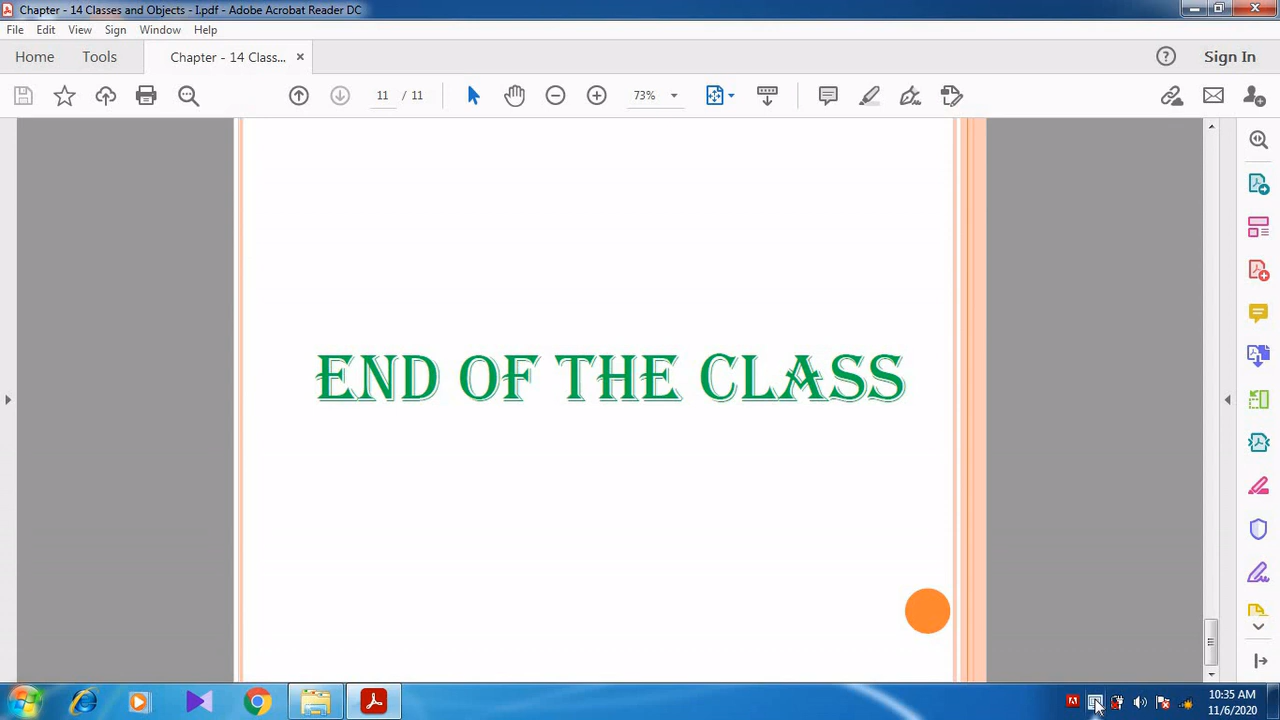 Chapter - 14 Classes and Objects - I.pdf - Adobe Acrobat Reader DC
File Edit View Sign Window Help
Home Tools Chapter - 14 Class... × Sign In
11 / 11 73%
END OF THE CLASS
10:35 AM
11/6/2020